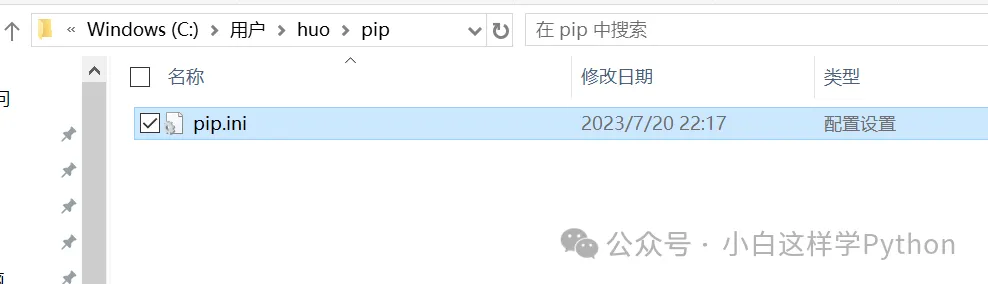 « Windows (C:) › 用户 › huo › pip
在 pip 中搜索
名称 修改日期 类型
问
pip.ini 2023/7/20 22:17 配置设置
公众号 · 小白这样学Python